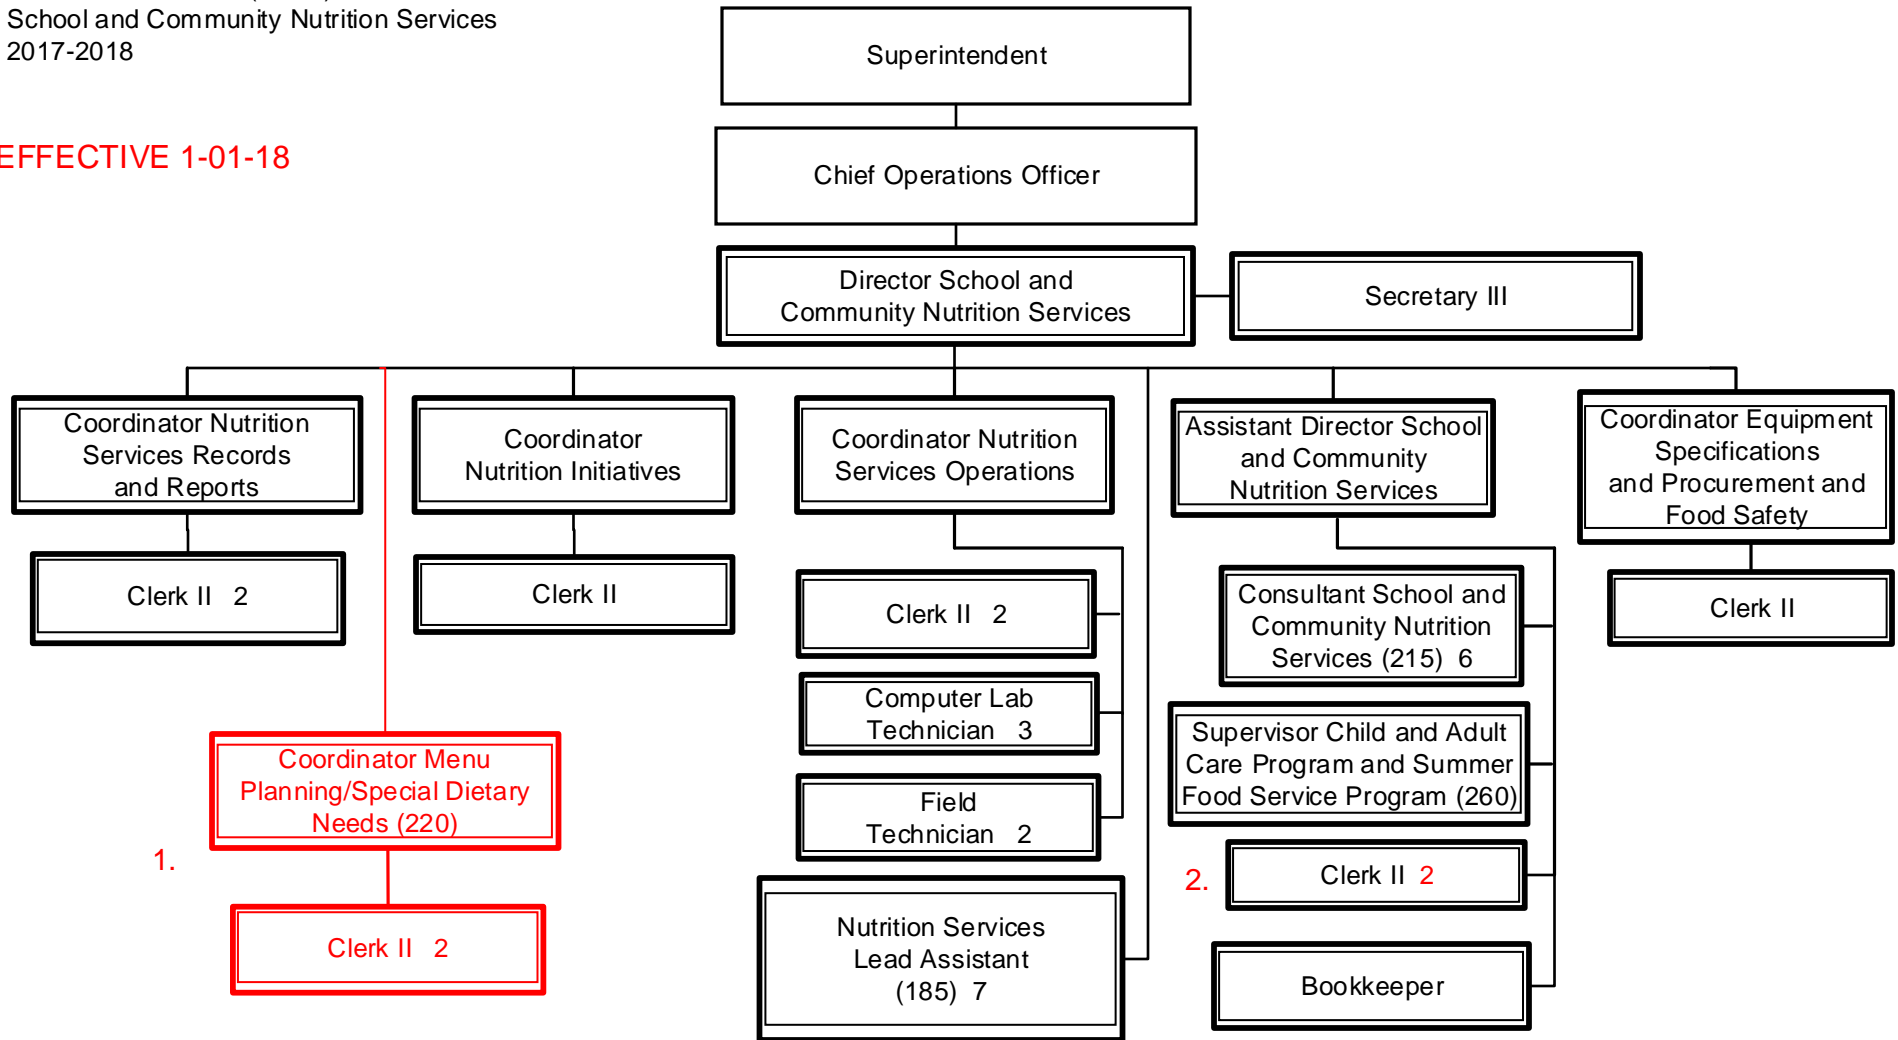 School and Community Nutrition Services
2017-2018
EFFECTIVE 1-01-18
Superintendent
Chief Operations Officer
Director School and
Community Nutrition Services
Secretary III
Coordinator Nutrition
Services Records
and Reports
Clerk II 2
Coordinator Menu
Planning/Special Dietary
Needs (220)
1.
Clerk II 2
Coordinator
Nutrition Initiatives
Clerk II
Coordinator Nutrition
Services Operations
Clerk II 2
Computer Lab
Technician 3
Field
Technician 2
Nutrition Services
Lead Assistant
(185) 7
Assistant Director School
and Community
Nutrition Services
Consultant School and
Community Nutrition
Services (215) 6
Supervisor Child and Adult
Care Program and Summer
Food Service Program (260)
2.
Clerk II 2
Bookkeeper
Coordinator Equipment
Specifications
and Procurement and
Food Safety
Clerk II